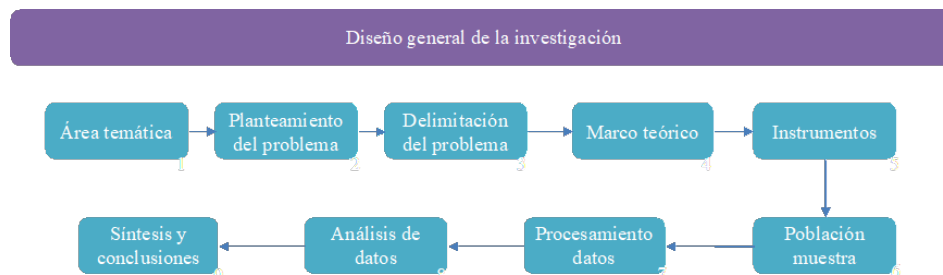 Diseño general de la investigación
Área temática
1
Planteamiento
del problema
2
Delimitación
del problema
3
Marco teórico
4
Instrumentos
5
Población
muestra
6
Procesamiento
datos
7
Análisis de
datos
8
Síntesis y
conclusiones